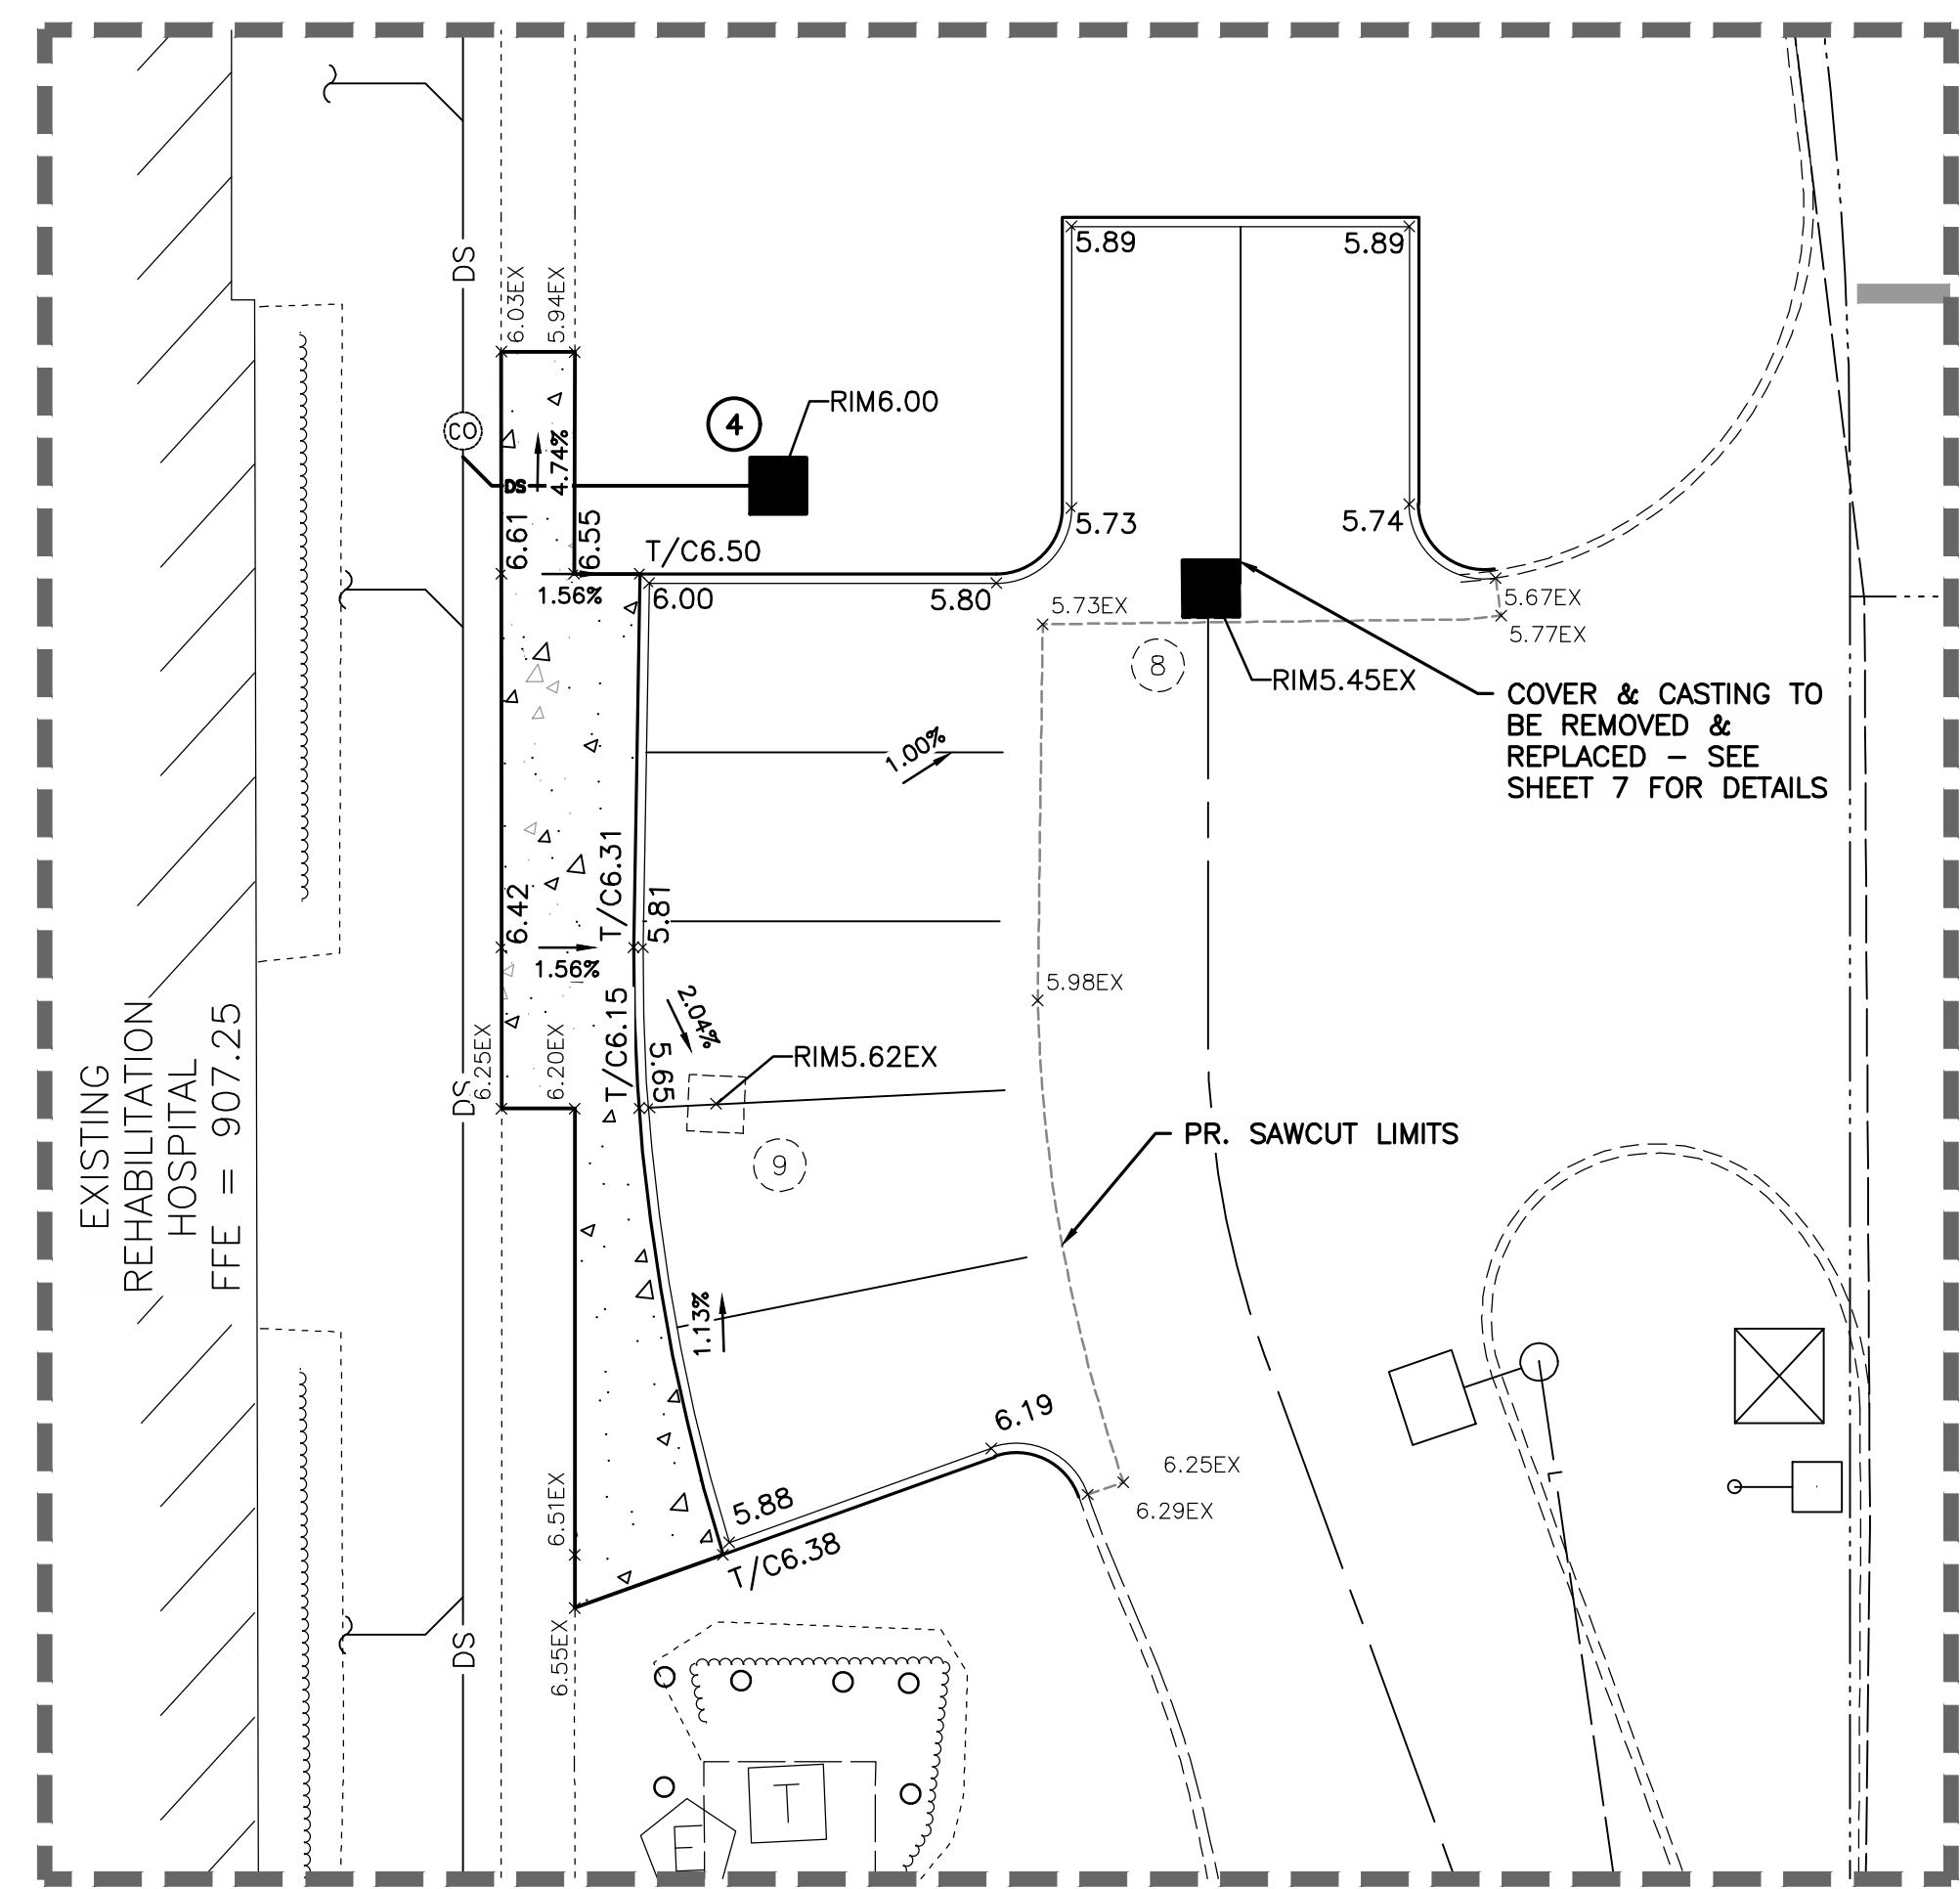 DS
6.03EX
5.94EX
5.89
5.89
RIM6.00
4
CO
4.74%
DS
6.61
6.55
T/C6.50
5.73
5.74
1.56%
6.00
5.80
5.73EX
5.67EX
5.77EX
8
RIM5.45EX
COVER & CASTING TO
BE REMOVED &
REPLACED – SEE
SHEET 7 FOR DETAILS
1.00%
T/C6.31
6.42
5.81
1.56%
5.98EX
2.04%
T/C6.15
5.65
6.25EX
6.20EX
RIM5.62EX
DS
EXISTING
REHABILITATION
HOSPITAL
FFE = 907.25
9
PR. SAWCUT LIMITS
1.13%
6.19
6.25EX
6.29EX
6.51EX
5.88
T/C6.38
6.55EX
DS
L
T
E